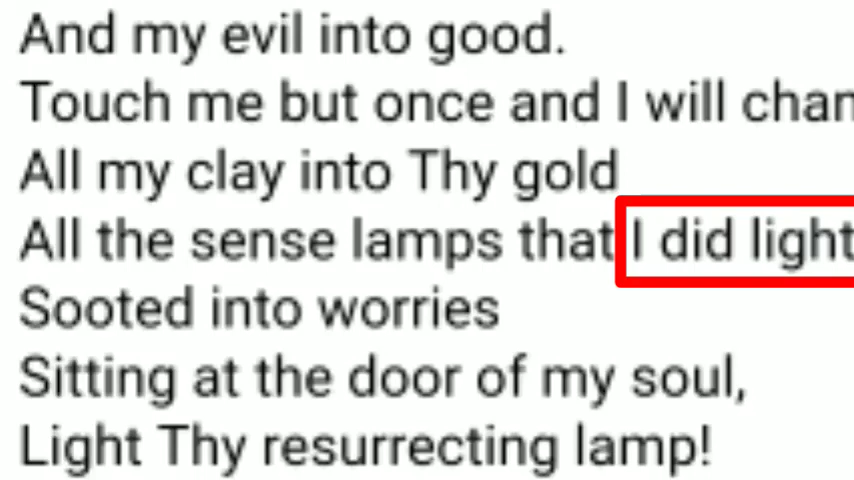 And my evil into good.
Touch me but once and I will chan
All my clay into Thy gold
All the sense lamps that I did light
Sooted into worries
Sitting at the door of my soul,
Light Thy resurrecting lamp!